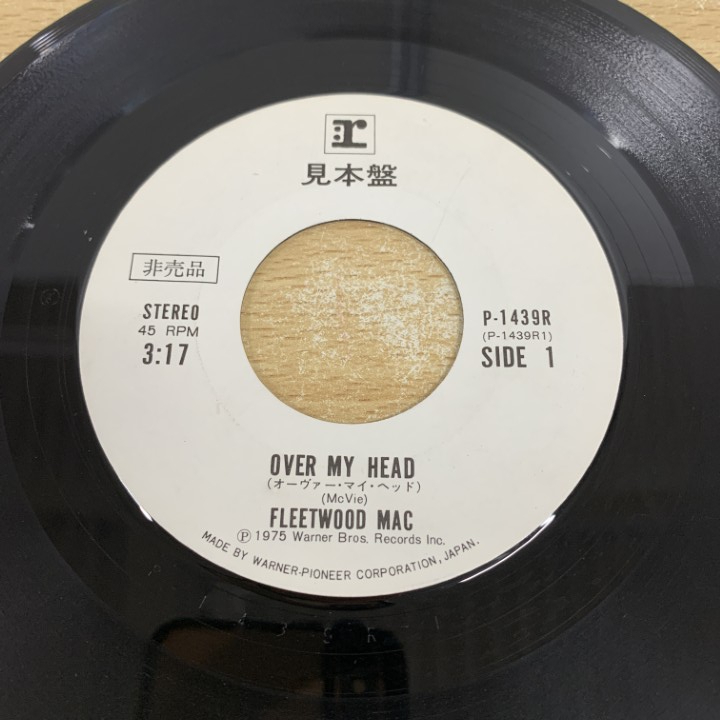 :r
見本盤
非売品
STEREO
45 RPM
3:17
P-1439R
(P-1439R1)
SIDE 1
OVER MY HEAD
(オーヴァー・マイ・ヘッド)
(McVie)
FLEETWOOD MAC
Ⓟ1975 Warner Bros. Records Inc.
MADE BY WARNER-PIONEER CORPORATION, JAPAN.